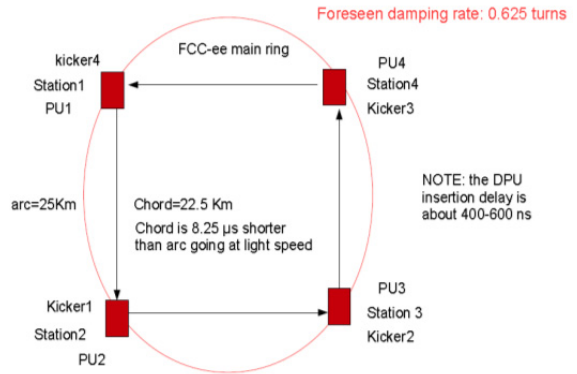 Foreseen damping rate: 0.625 turns
FCC-ee main ring
kicker4
Station1
PU1
PU4
Station4
Kicker3
NOTE: the DPU
insertion delay is
about 400-600 ns
arc=25Km
Chord=22.5 Km
Chord is 8.25 µs shorter
than arc going at light speed
Kicker1
Station2
PU2
PU3
Station 3
Kicker2